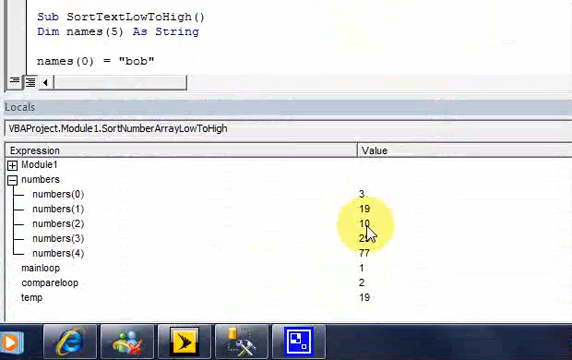 Sub SortTextLowToHigh()
Dim names(5) As String
names(0) = "bob"
Locals
VBAProject.Module1.SortNumberArrayLowToHigh
Expression Value
Module1
numbers
numbers(0) 3
numbers(1) 19
numbers(2) 10
numbers(3)
numbers(4) 77
mainloop 1
compareloop 2
temp 19